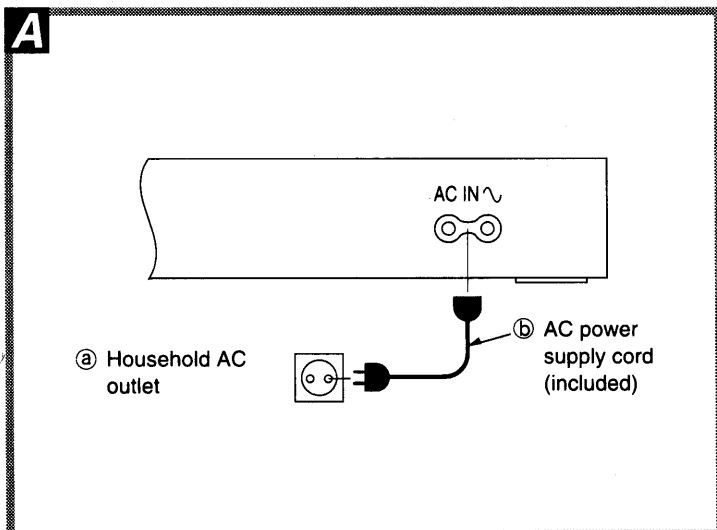 A
AC IN ∿
ⓐ Household AC
outlet
ⓑ AC power
supply cord
(included)